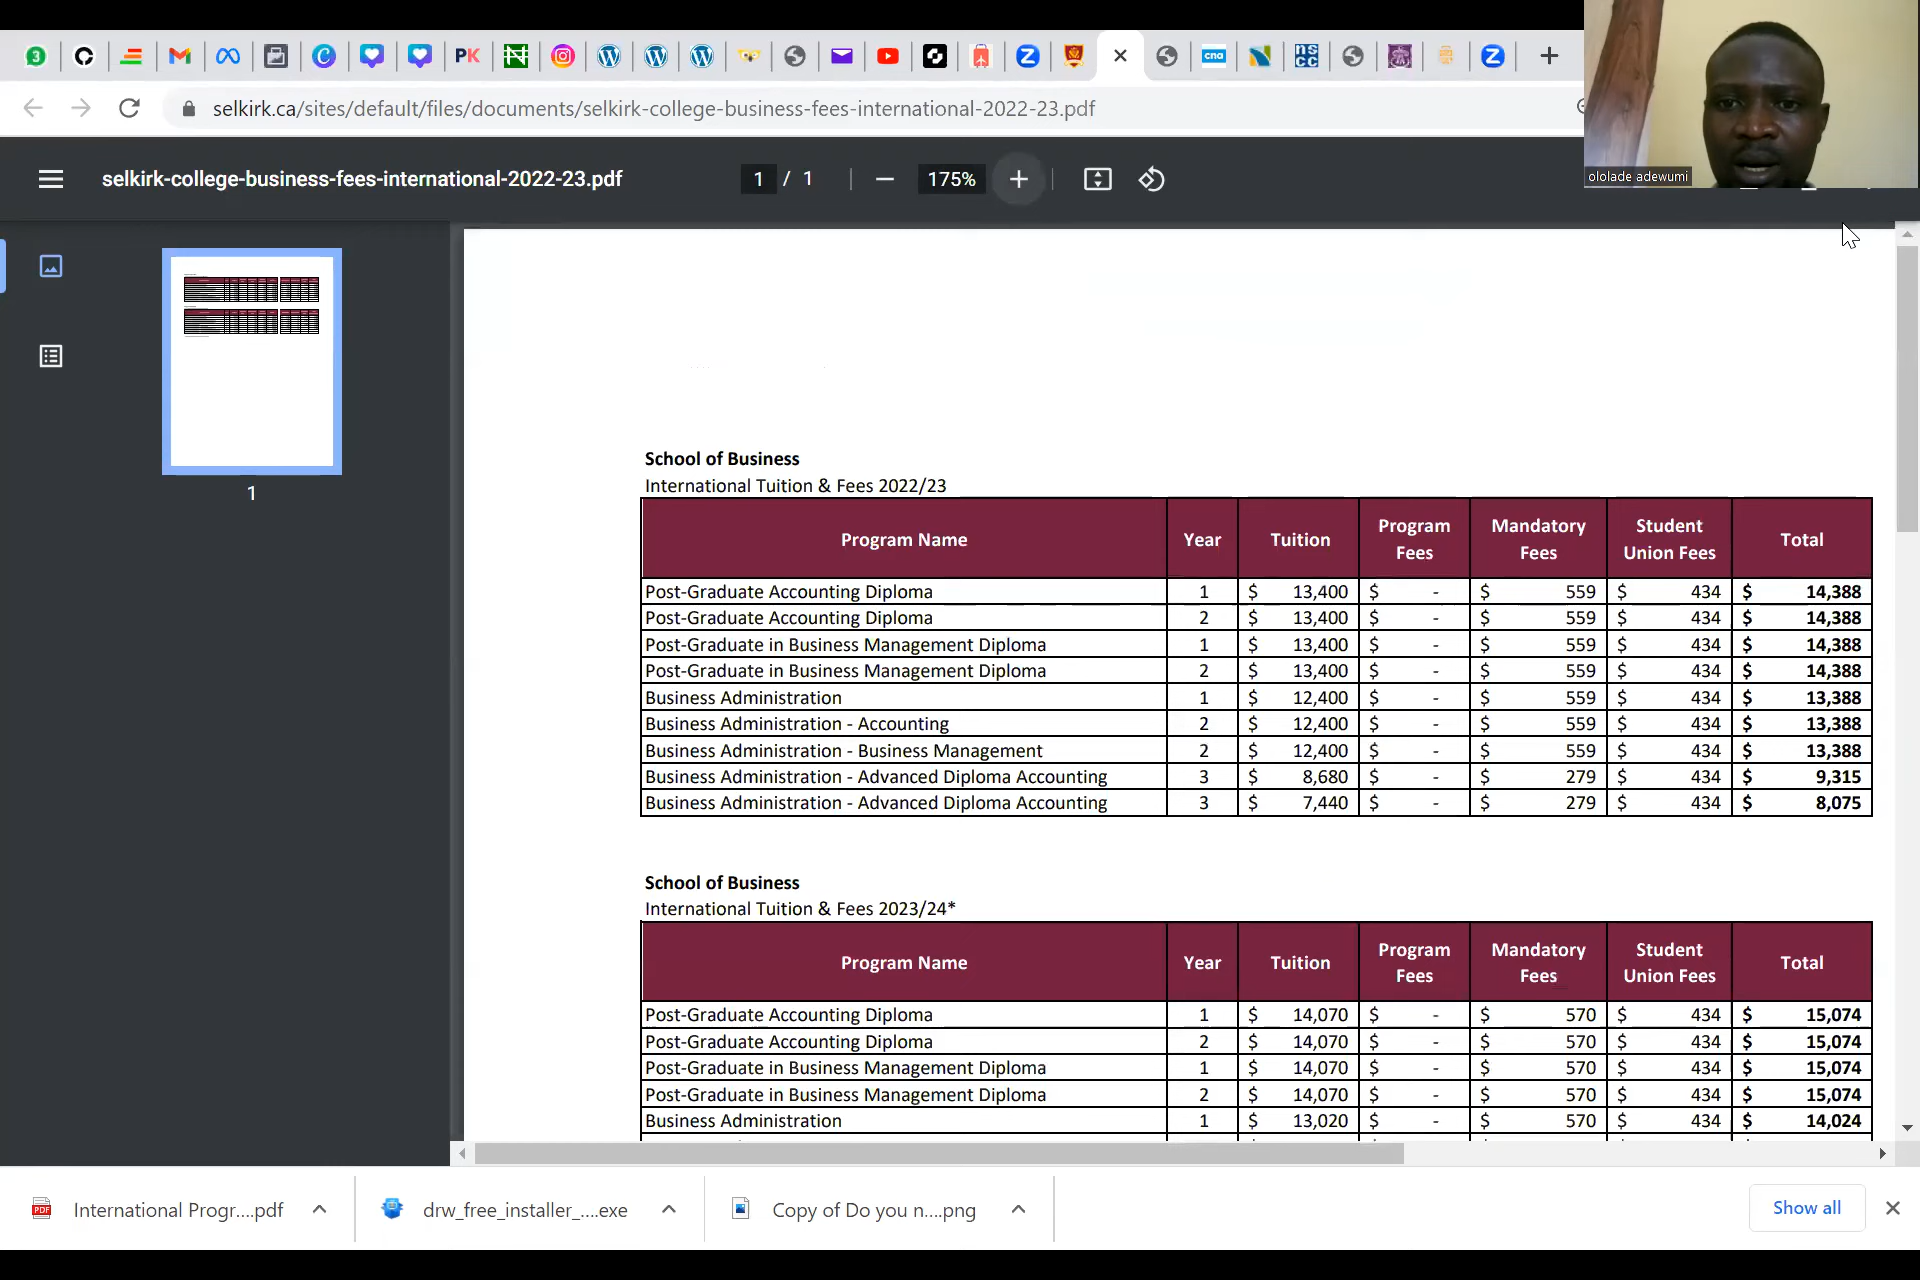 3
PK
cna
nscc
selkirk.ca/sites/default/files/documents/selkirk-college-business-fees-international-2022-23.pdf
ololade adewumi
selkirk-college-business-fees-international-2022-23.pdf
1 / 1
175%
1
School of Business
International Tuition & Fees 2022/23
Program Name Year Tuition Program Fees Mandatory Fees Student Union Fees Total
Post-Graduate Accounting Diploma 1 $ 13,400 $ - $ 559 $ 434 $ 14,388
Post-Graduate Accounting Diploma 2 $ 13,400 $ - $ 559 $ 434 $ 14,388
Post-Graduate in Business Management Diploma 1 $ 13,400 $ - $ 559 $ 434 $ 14,388
Post-Graduate in Business Management Diploma 2 $ 13,400 $ - $ 559 $ 434 $ 14,388
Business Administration 1 $ 12,400 $ - $ 559 $ 434 $ 13,388
Business Administration - Accounting 2 $ 12,400 $ - $ 559 $ 434 $ 13,388
Business Administration - Business Management 2 $ 12,400 $ - $ 559 $ 434 $ 13,388
Business Administration - Advanced Diploma Accounting 3 $ 8,680 $ - $ 279 $ 434 $ 9,315
Business Administration - Advanced Diploma Accounting 3 $ 7,440 $ - $ 279 $ 434 $ 8,075
School of Business
International Tuition & Fees 2023/24*
Program Name Year Tuition Program Fees Mandatory Fees Student Union Fees Total
Post-Graduate Accounting Diploma 1 $ 14,070 $ - $ 570 $ 434 $ 15,074
Post-Graduate Accounting Diploma 2 $ 14,070 $ - $ 570 $ 434 $ 15,074
Post-Graduate in Business Management Diploma 1 $ 14,070 $ - $ 570 $ 434 $ 15,074
Post-Graduate in Business Management Diploma 2 $ 14,070 $ - $ 570 $ 434 $ 15,074
Business Administration 1 $ 13,020 $ - $ 570 $ 434 $ 14,024
PDF International Progr....pdf
drw_free_installer_....exe
Copy of Do you n....png
Show all